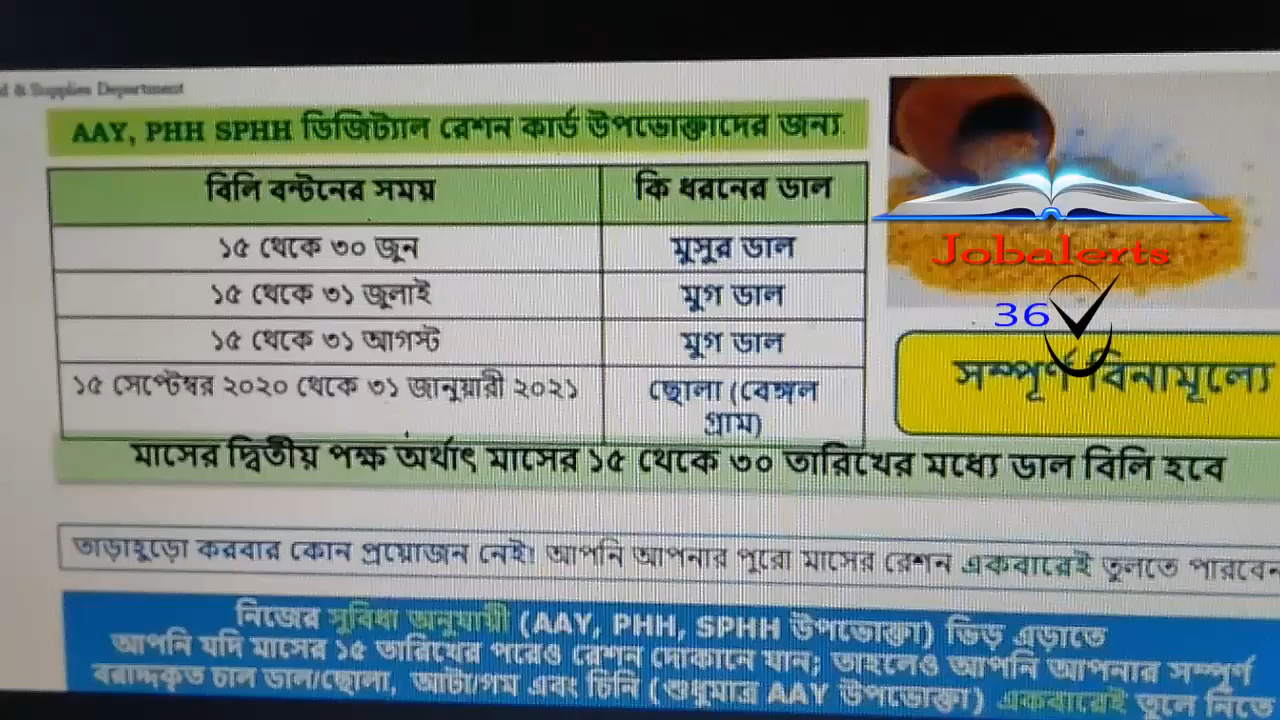 & Supplies Department
AAY, PHH SPHH ডিজিট্যাল রেশন কার্ড উপভোক্তাদের জন্য
বিলি বন্টনের সময় কি ধরনের ডাল
১৫ থেকে ৩০ জুন মুসুর ডাল
১৫ থেকে ৩১ জুলাই মুগ ডাল
১৫ থেকে ৩১ আগস্ট মুগ ডাল
১৫ সেপ্টেম্বর ২০২০ থেকে ৩১ জানুয়ারী ২০২১ ছোলা (বেঙ্গল
গ্রাম)
Jobalerts
36
সম্পূর্ণ বিনামূল্যে
মাসের দ্বিতীয় পক্ষ অর্থাৎ মাসের ১৫ থেকে ৩০ তারিখের মধ্যে ডাল বিলি হবে
তাড়াহুড়ো করবার কোন প্রয়োজন নেই। আপনি আপনার পুরো মাসের রেশন একবারেই তুলতে পারবেন
নিজের সুবিধা অনুযায়ী (AAY, PHH, SPHH উপভোক্তা) ভিড় এড়াতে
আপনি যদি মাসের ১৫ তারিখের পরেও রেশন দোকানে যান; তাহলেও আপনি আপনার সম্পূর্ণ
বরাদ্দকৃত চাল ডাল/ছোলা, আটা/গম এবং চিনি (শুধুমাত্র AAY উপভোক্তা) একবারেই তুলে নিতে